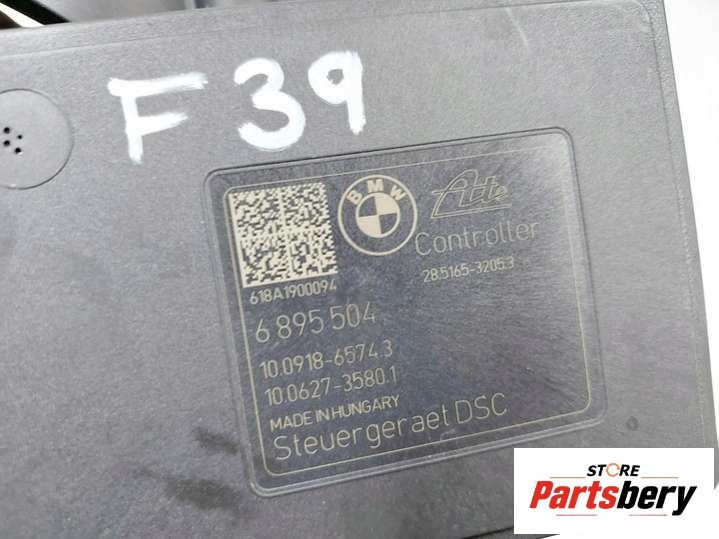 F 39
BMW
Ate
Controller
28.5165-3205.3
618A1900094
6 895 504
10.0918-6574.3
10.0627-3580.1
MADE IN HUNGARY
Steuergeraet DSC
STORE
Partsbery